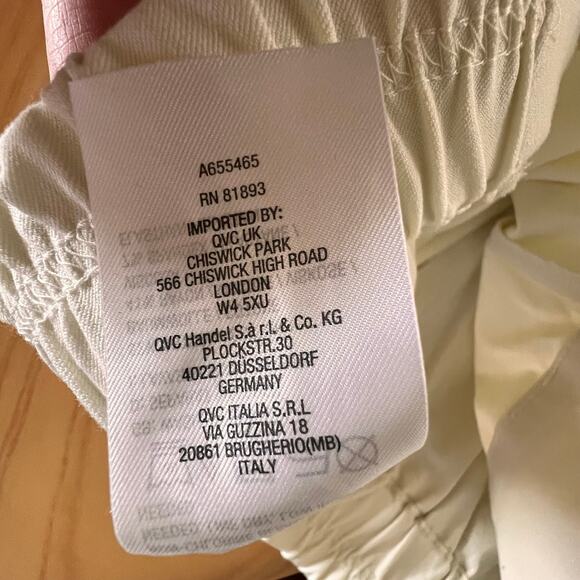 A655465
RN 81893
IMPORTED BY:
QVC UK
CHISWICK PARK
566 CHISWICK HIGH ROAD
LONDON
W4 5XU
QVC Handel S.à r.l. & Co. KG
PLOCKSTR.30
40221 DÜSSELDORF
GERMANY
QVC ITALIA S.R.L
VIA GUZZINA 18
20861 BRUGHERIO(MB)
ITALY